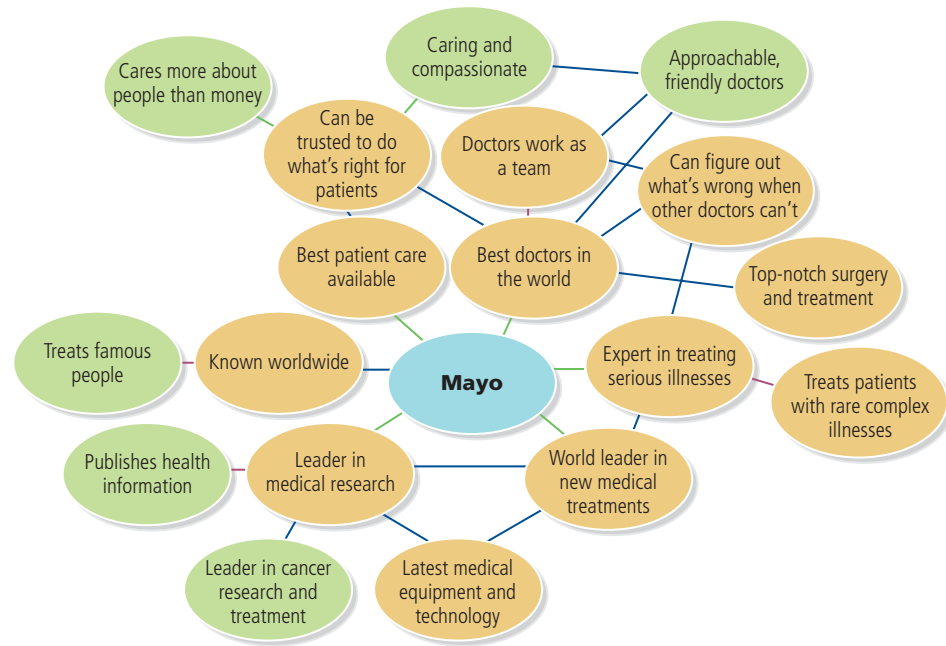 Caring and
compassionate
Approachable,
friendly doctors
Cares more about
people than money
Can be
trusted to do
what's right for
patients
Doctors work as
a team
Can figure out
what's wrong when
other doctors can't
Best patient care
available
Best doctors in
the world
Top-notch surgery
and treatment
Treats famous
people
Known worldwide
Mayo
Expert in treating
serious illnesses
Treats patients
with rare complex
illnesses
Publishes health
information
Leader in
medical research
World leader in
new medical
treatments
Leader in cancer
research and
treatment
Latest medical
equipment and
technology